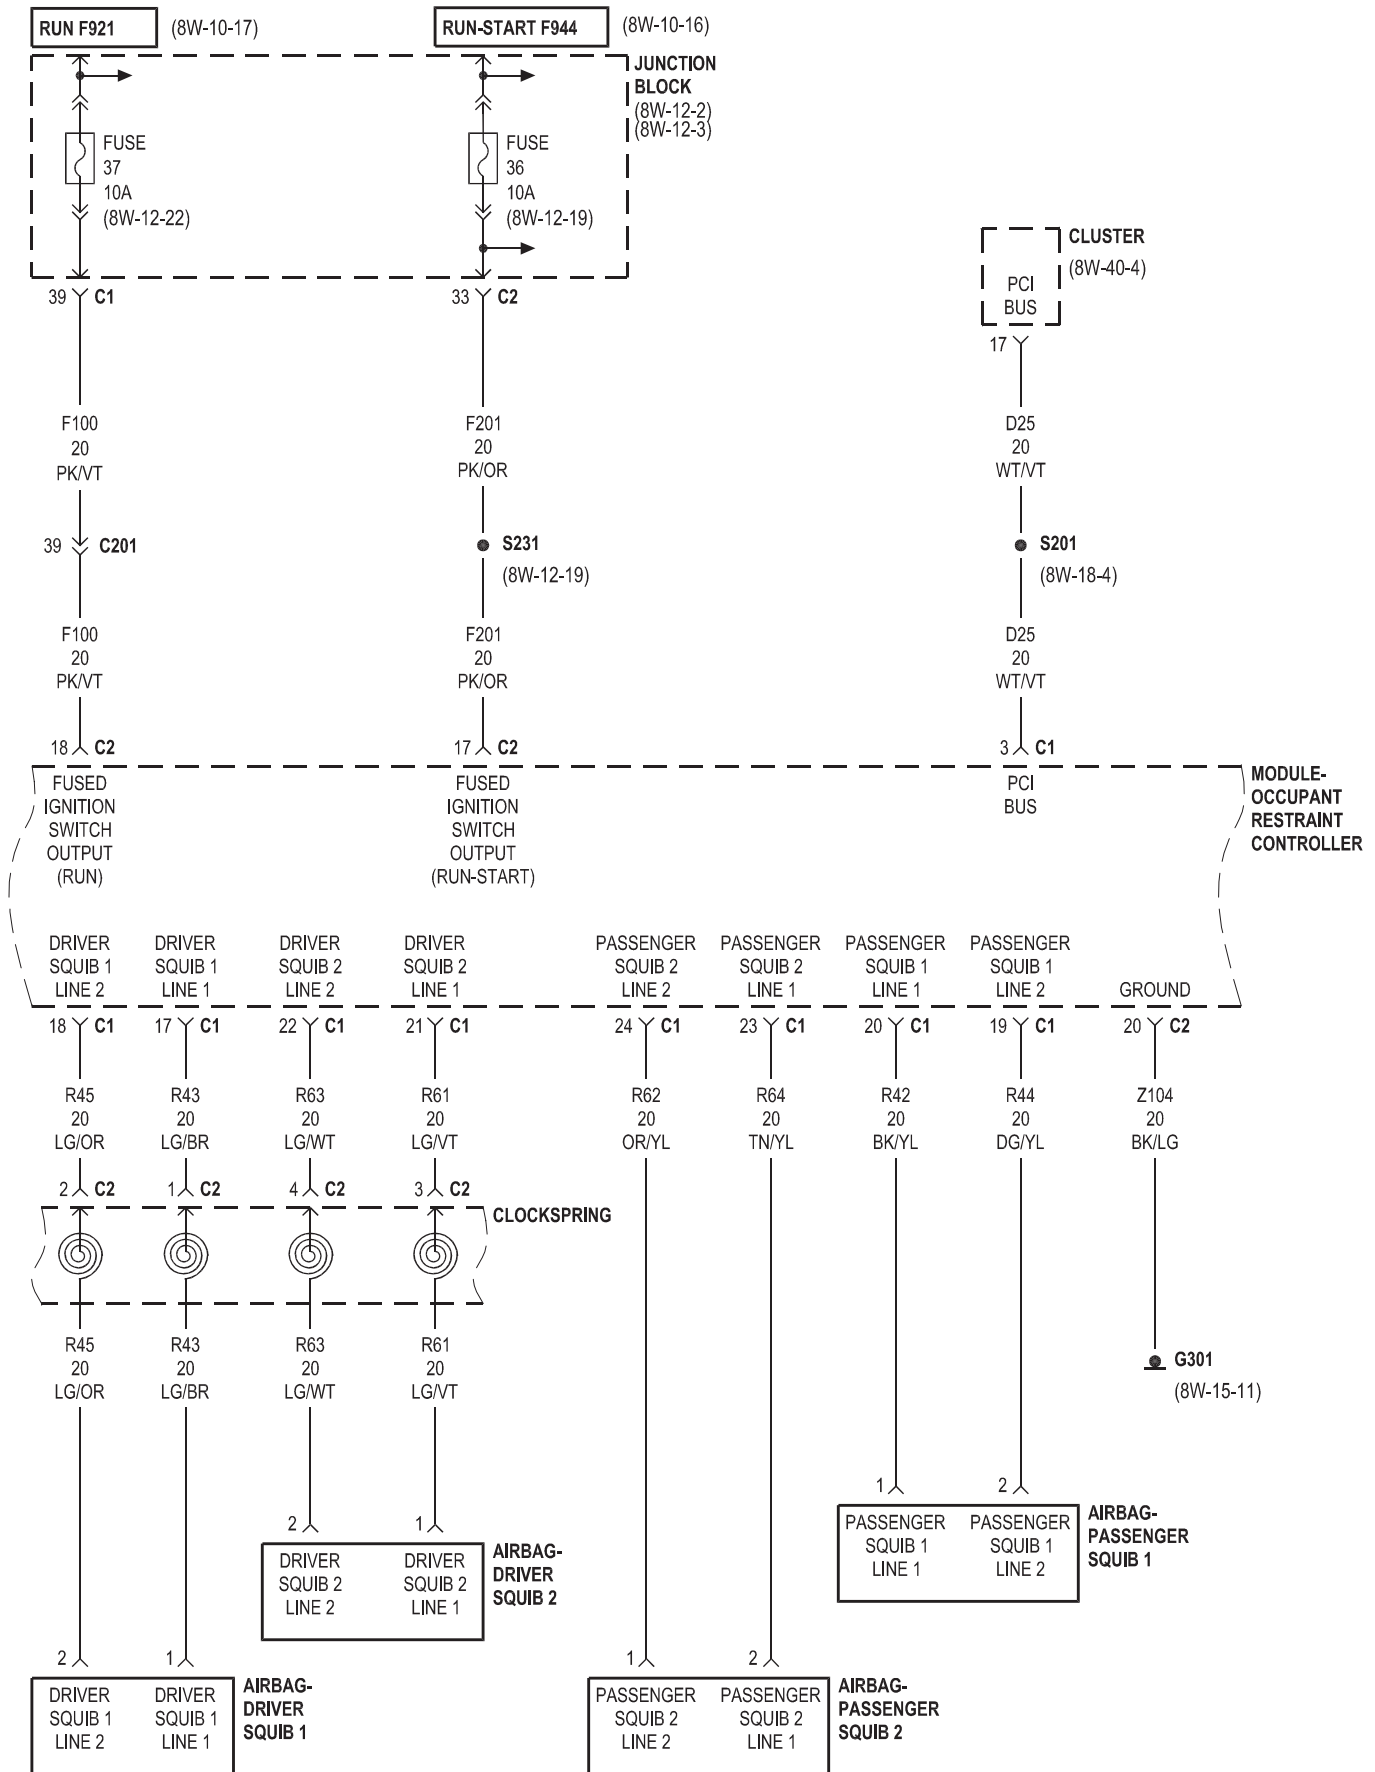 RUN F921 (8W-10-17) RUN-START F944 (8W-10-16)
JUNCTION
BLOCK
(8W-12-2)
(8W-12-3)
FUSE
37
10A
(8W-12-22)
FUSE
36
10A
(8W-12-19)
CLUSTER
(8W-40-4)
PCI
BUS
39 C1 33 C2
17
F100
20
PK/VT
F201
20
PK/OR
D25
20
WT/VT
39 C201
S231
(8W-12-19)
S201
(8W-18-4)
F100
20
PK/VT
F201
20
PK/OR
D25
20
WT/VT
18 C2 17 C2 3 C1
FUSED
IGNITION
SWITCH
OUTPUT
(RUN)
FUSED
IGNITION
SWITCH
OUTPUT
(RUN-START)
PCI
BUS
MODULE-
OCCUPANT
RESTRAINT
CONTROLLER
DRIVER
SQUIB 1
LINE 2
DRIVER
SQUIB 1
LINE 1
DRIVER
SQUIB 2
LINE 2
DRIVER
SQUIB 2
LINE 1
PASSENGER
SQUIB 2
LINE 2
PASSENGER
SQUIB 2
LINE 1
PASSENGER
SQUIB 1
LINE 1
PASSENGER
SQUIB 1
LINE 2
GROUND
18 C1 17 C1 22 C1 21 C1 24 C1 23 C1 20 C1 19 C1 20 C2
R45
20
LG/OR
R43
20
LG/BR
R63
20
LG/WT
R61
20
LG/VT
R62
20
OR/YL
R64
20
TN/YL
R42
20
BK/YL
R44
20
DG/YL
Z104
20
BK/LG
2 C2 1 C2 4 C2 3 C2
CLOCKSPRING
R45
20
LG/OR
R43
20
LG/BR
R63
20
LG/WT
R61
20
LG/VT
G301
(8W-15-11)
1 2
PASSENGER
SQUIB 1
LINE 1
PASSENGER
SQUIB 1
LINE 2
AIRBAG-
PASSENGER
SQUIB 1
2 1
DRIVER
SQUIB 2
LINE 2
DRIVER
SQUIB 2
LINE 1
AIRBAG-
DRIVER
SQUIB 2
2 1
DRIVER
SQUIB 1
LINE 2
DRIVER
SQUIB 1
LINE 1
AIRBAG-
DRIVER
SQUIB 1
1 2
PASSENGER
SQUIB 2
LINE 2
PASSENGER
SQUIB 2
LINE 1
AIRBAG-
PASSENGER
SQUIB 2